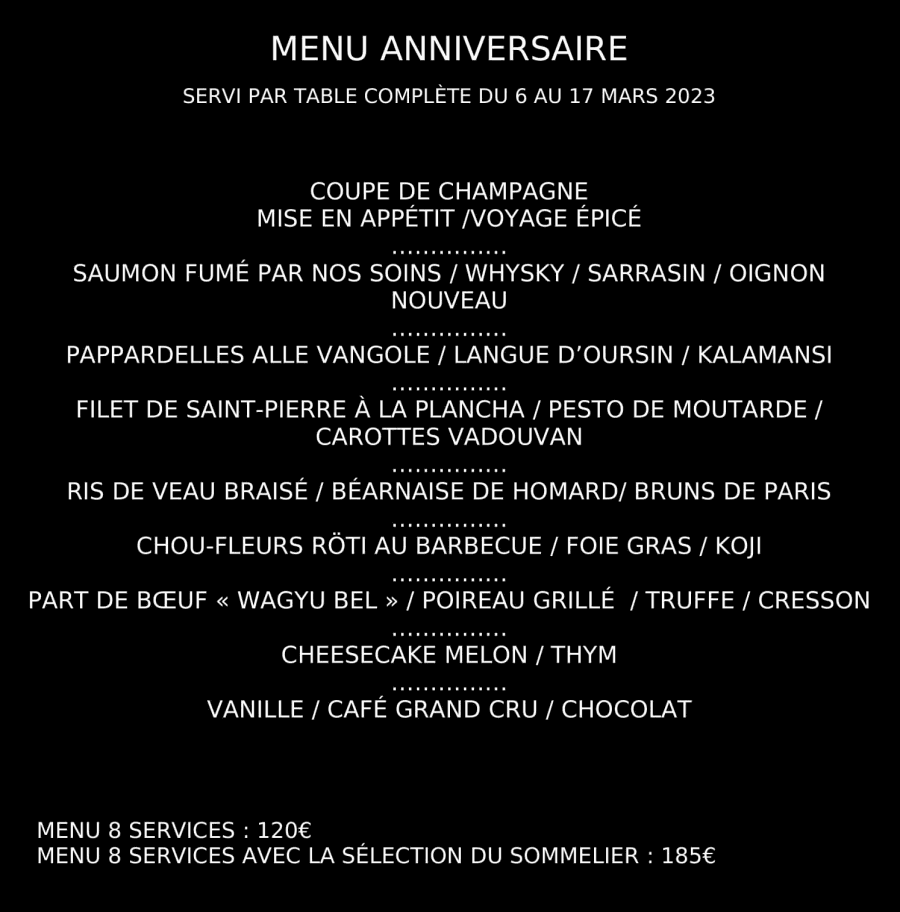 MENU ANNIVERSAIRE
SERVI PAR TABLE COMPLÈTE DU 6 AU 17 MARS 2023
COUPE DE CHAMPAGNE
MISE EN APPÉTIT /VOYAGE ÉPICÉ
...............
SAUMON FUMÉ PAR NOS SOINS / WHYSKY / SARRASIN / OIGNON
NOUVEAU
...............
PAPPARDELLES ALLE VANGOLE / LANGUE D’OURSIN / KALAMANSI
...............
FILET DE SAINT-PIERRE À LA PLANCHA / PESTO DE MOUTARDE /
CAROTTES VADOUVAN
...............
RIS DE VEAU BRAISÉ / BÉARNAISE DE HOMARD/ BRUNS DE PARIS
...............
CHOU-FLEURS RÖTI AU BARBECUE / FOIE GRAS / KOJI
...............
PART DE BŒUF « WAGYU BEL » / POIREAU GRILLÉ  / TRUFFE / CRESSON
...............
CHEESECAKE MELON / THYM
...............
VANILLE / CAFÉ GRAND CRU / CHOCOLAT
MENU 8 SERVICES : 120€
MENU 8 SERVICES AVEC LA SÉLECTION DU SOMMELIER : 185€